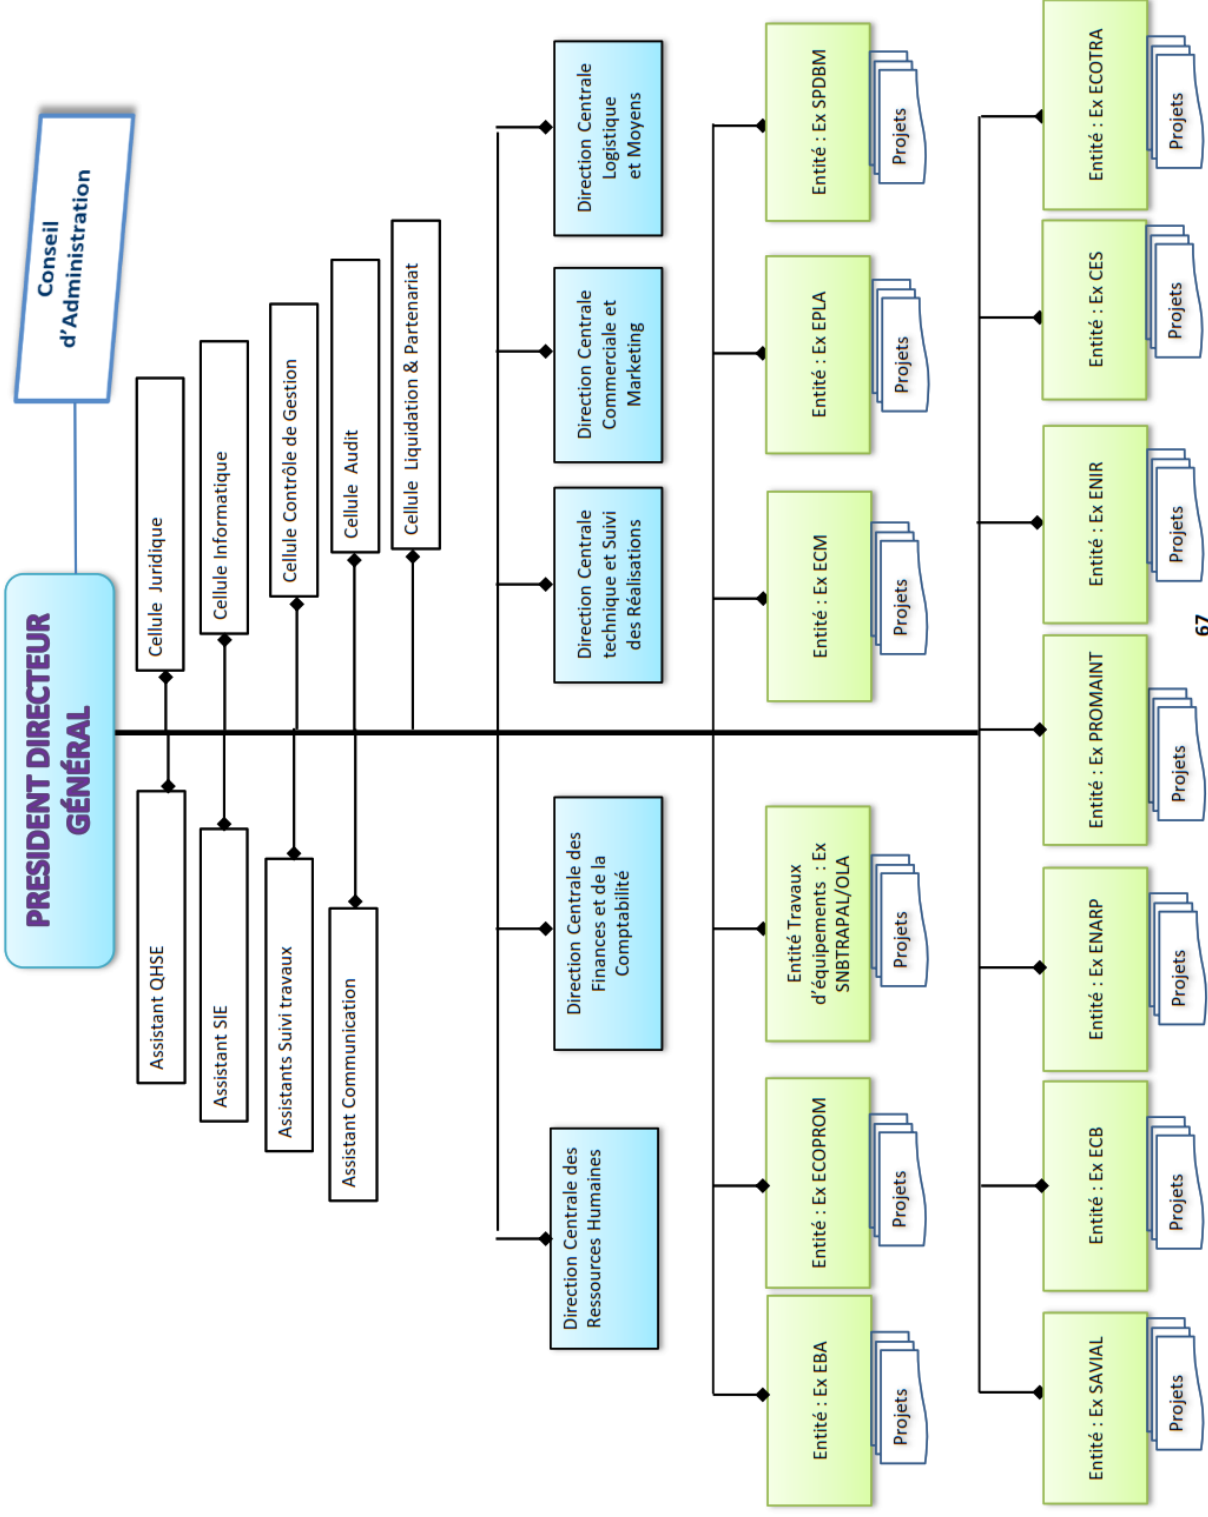 Conseil
d'Administration
PRESIDENT DIRECTEUR
GÉNÉRAL
Assistant QHSE
Cellule Juridique
Assistant SIE
Cellule Informatique
Assistants Suivi travaux
Cellule Contrôle de Gestion
Assistant Communication
Cellule Audit
Cellule Liquidation & Partenariat
Direction Centrale des
Ressources Humaines
Direction Centrale des
Finances et de la
Comptabilité
Direction Centrale
technique et Suivi
des Réalisations
Direction Centrale
Commerciale et
Marketing
Direction Centrale
Logistique
et Moyens
Entité : Ex EBA
Projets
Entité : Ex ECOPROM
Projets
Entité Travaux
d'équipements : Ex
SNBTRAPAL/OLA
Projets
Entité : Ex ECM
Projets
Entité : Ex EPLA
Projets
Entité : Ex SPDBM
Projets
Entité : Ex SAVIAL
Projets
Entité : Ex ECB
Projets
Entité : Ex ENARP
Projets
Entité : Ex PROMAINT
Projets
Entité : Ex ENIR
Projets
Entité : Ex CES
Projets
Entité : Ex ECOTRA
Projets
67